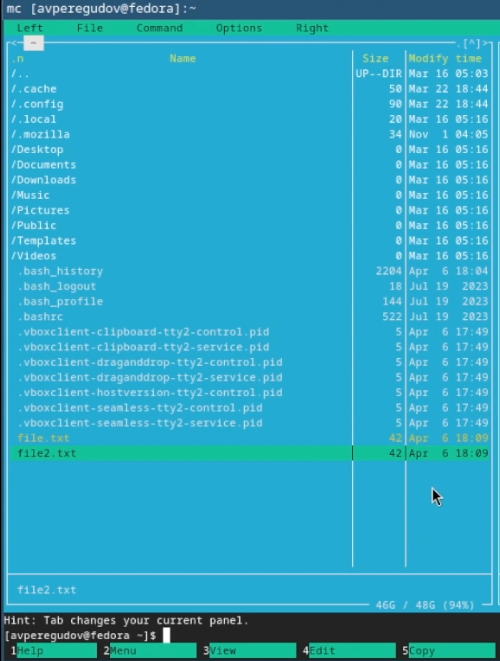 mc [avperegudov@fedora]:~
Left File Command Options Right
<- ~ .[^]>
.n Name Size Modify time
/.. UP--DIR Mar 16 05:03
/.cache 50 Mar 22 18:44
/.config 90 Mar 22 18:44
/.local 20 Mar 16 05:16
/.mozilla 34 Nov 1 04:05
/Desktop 0 Mar 16 05:16
/Documents 0 Mar 16 05:16
/Downloads 0 Mar 16 05:16
/Music 0 Mar 16 05:16
/Pictures 0 Mar 16 05:16
/Public 0 Mar 16 05:16
/Templates 0 Mar 16 05:16
/Videos 0 Mar 16 05:16
.bash_history 2204 Apr 6 18:04
.bash_logout 18 Jul 19 2023
.bash_profile 144 Jul 19 2023
.bashrc 522 Jul 19 2023
.vboxclient-clipboard-tty2-control.pid 5 Apr 6 17:49
.vboxclient-clipboard-tty2-service.pid 5 Apr 6 17:49
.vboxclient-draganddrop-tty2-control.pid 5 Apr 6 17:49
.vboxclient-draganddrop-tty2-service.pid 5 Apr 6 17:49
.vboxclient-hostversion-tty2-control.pid 5 Apr 6 17:49
.vboxclient-seamless-tty2-control.pid 5 Apr 6 17:49
.vboxclient-seamless-tty2-service.pid 5 Apr 6 17:49
file.txt 42 Apr 6 18:09
file2.txt 42 Apr 6 18:09
file2.txt
46G / 48G (94%)
Hint: Tab changes your current panel.
[avperegudov@fedora ~]$
1Help 2Menu 3View 4Edit 5Copy